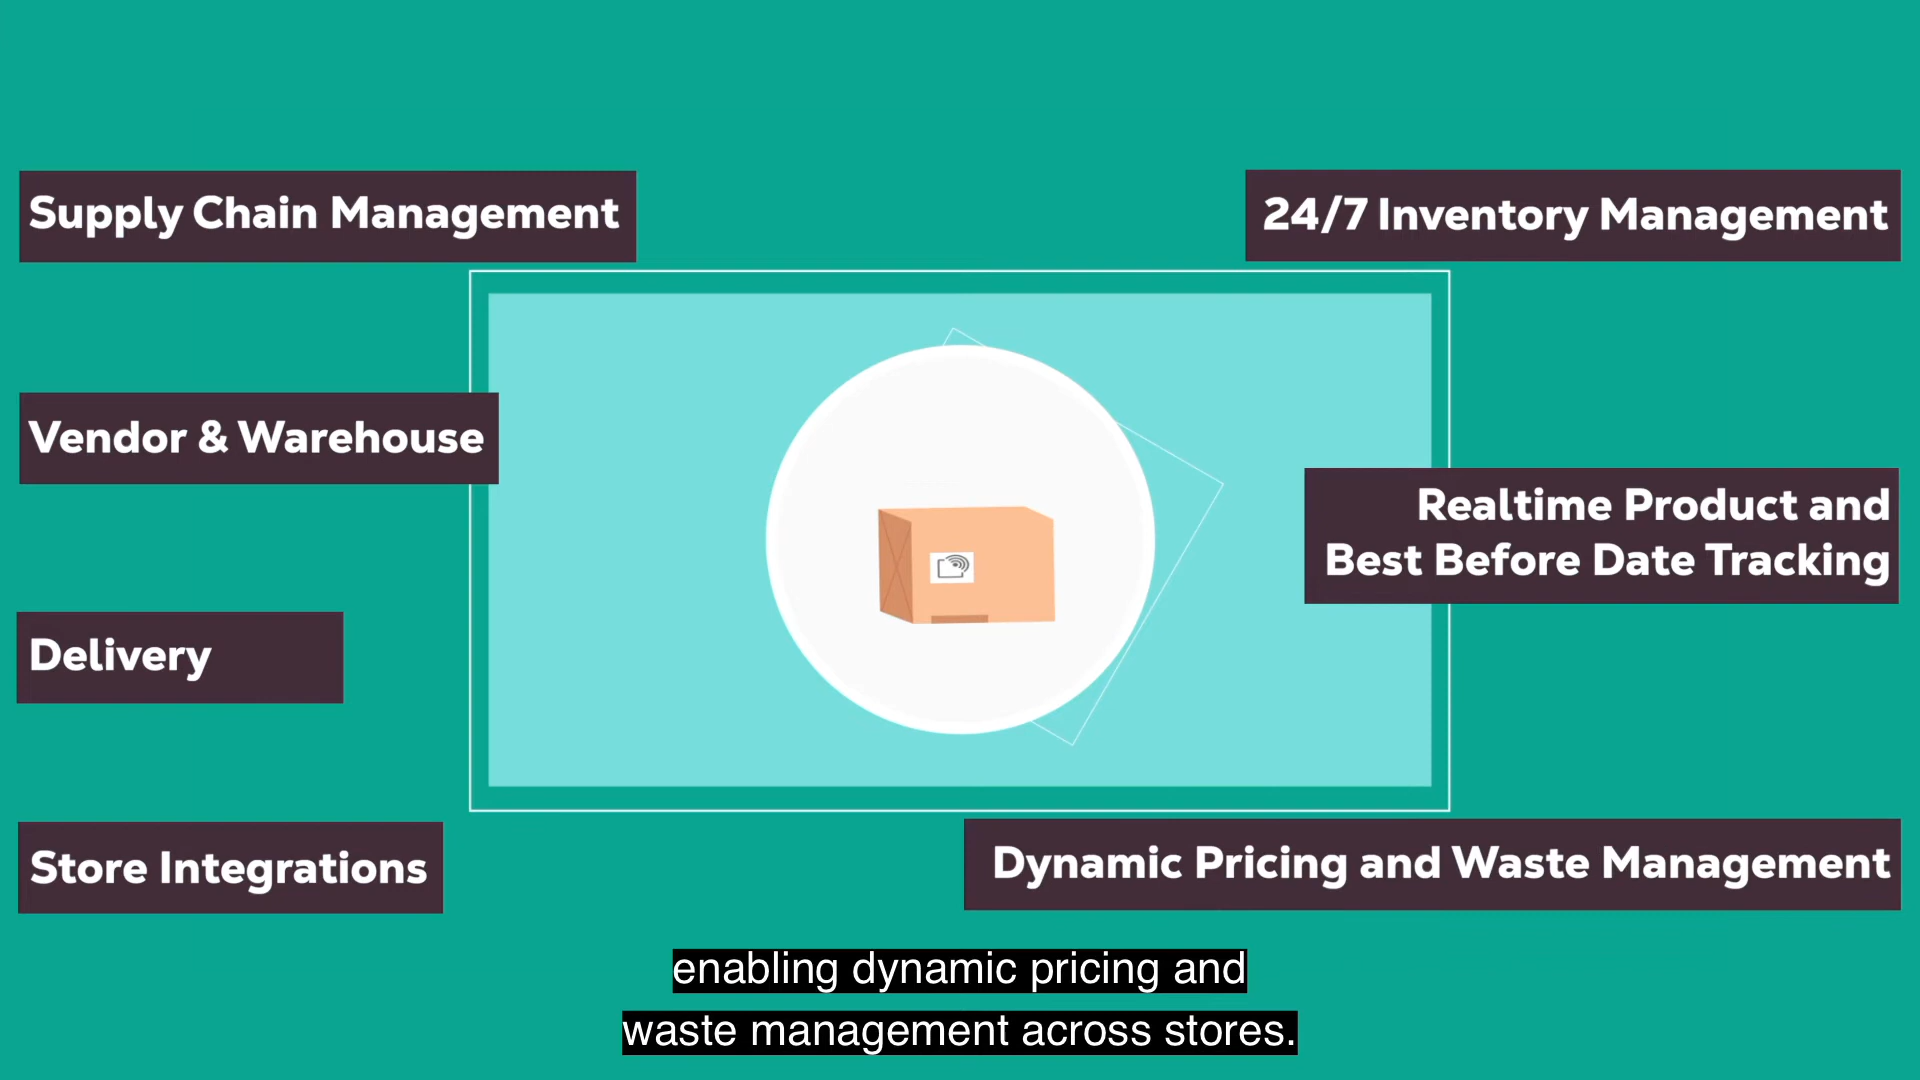 Supply Chain Management
Vendor & Warehouse
Delivery
Store Integrations
24/7 Inventory Management
Realtime Product and
Best Before Date Tracking
Dynamic Pricing and Waste Management
enabling dynamic pricing and
waste management across stores.